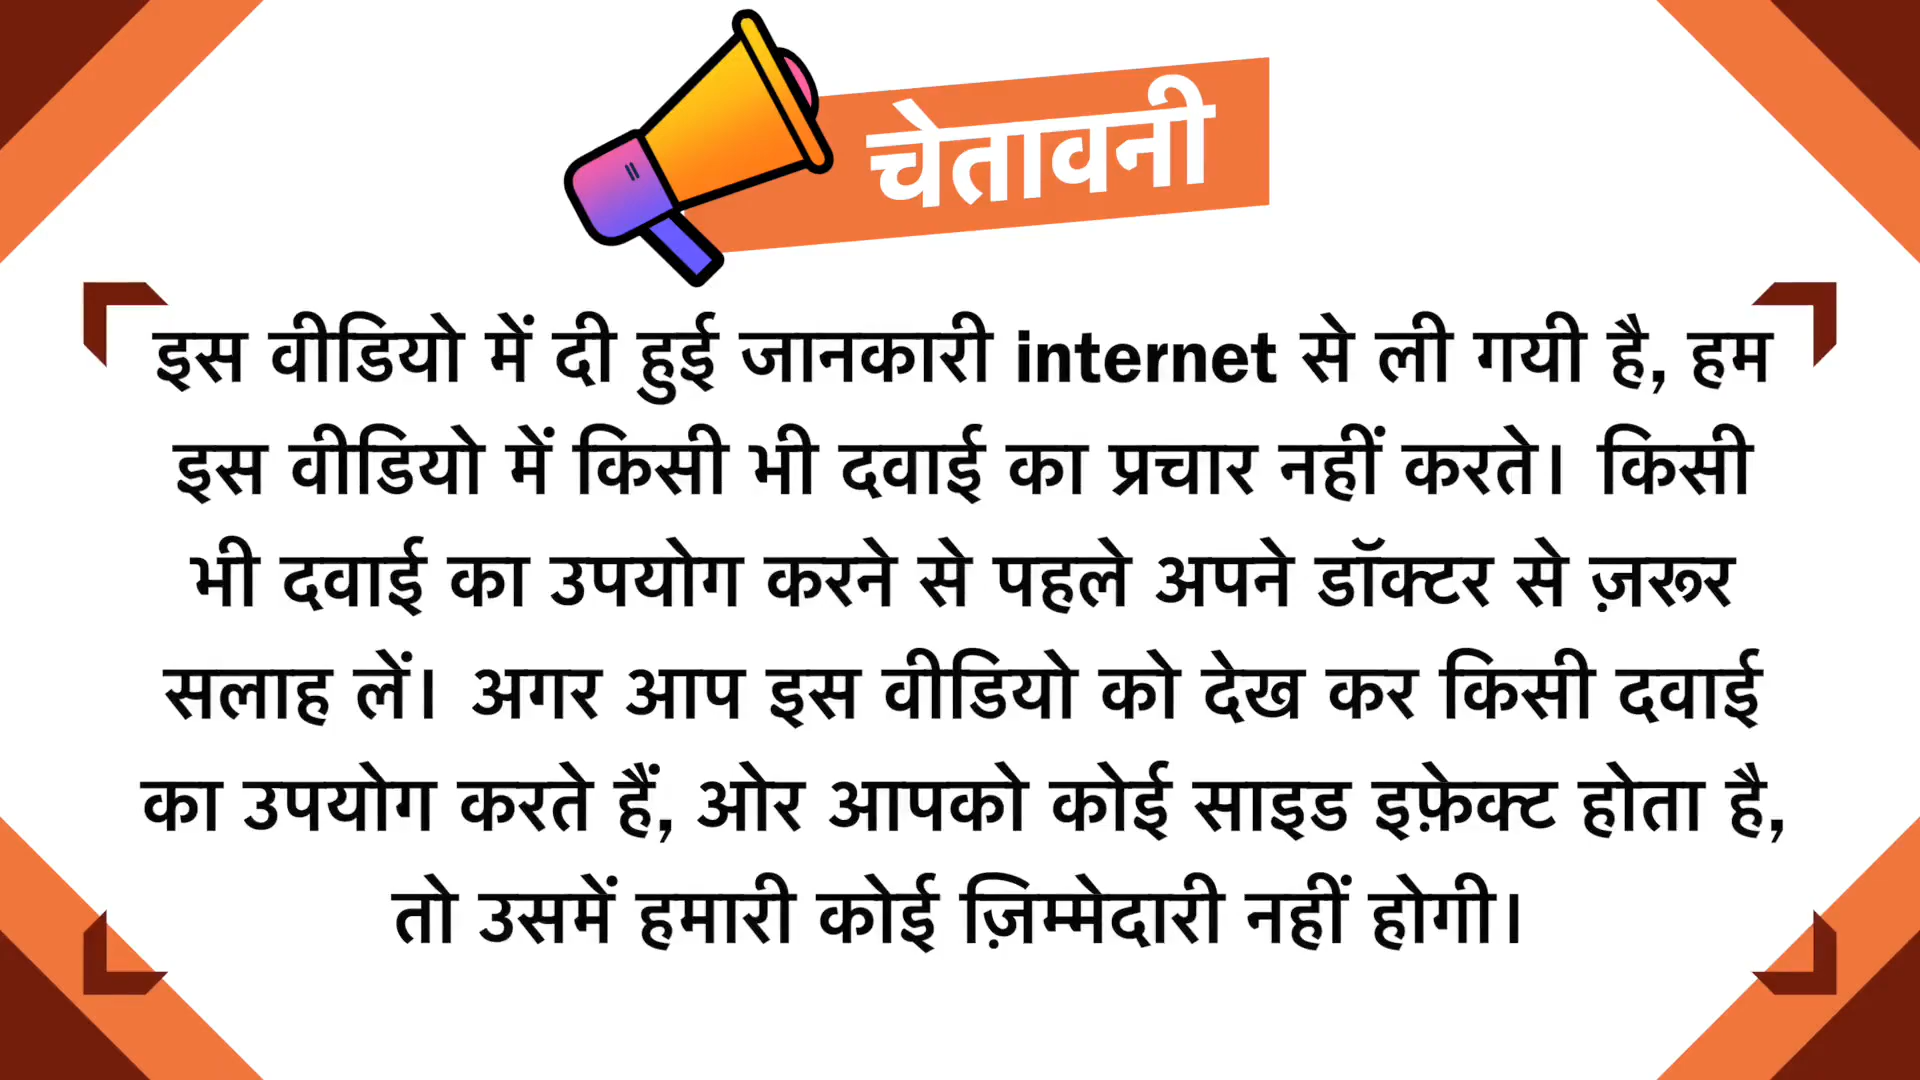 चेतावनी
इस वीडियो में दी हुई जानकारी internet से ली गयी है, हम
इस वीडियो में किसी भी दवाई का प्रचार नहीं करते। किसी
भी दवाई का उपयोग करने से पहले अपने डॉक्टर से ज़रूर
सलाह लें। अगर आप इस वीडियो को देख कर किसी दवाई
का उपयोग करते हैं, ओर आपको कोई साइड इफ़ेक्ट होता है,
तो उसमें हमारी कोई ज़िम्मेदारी नहीं होगी।